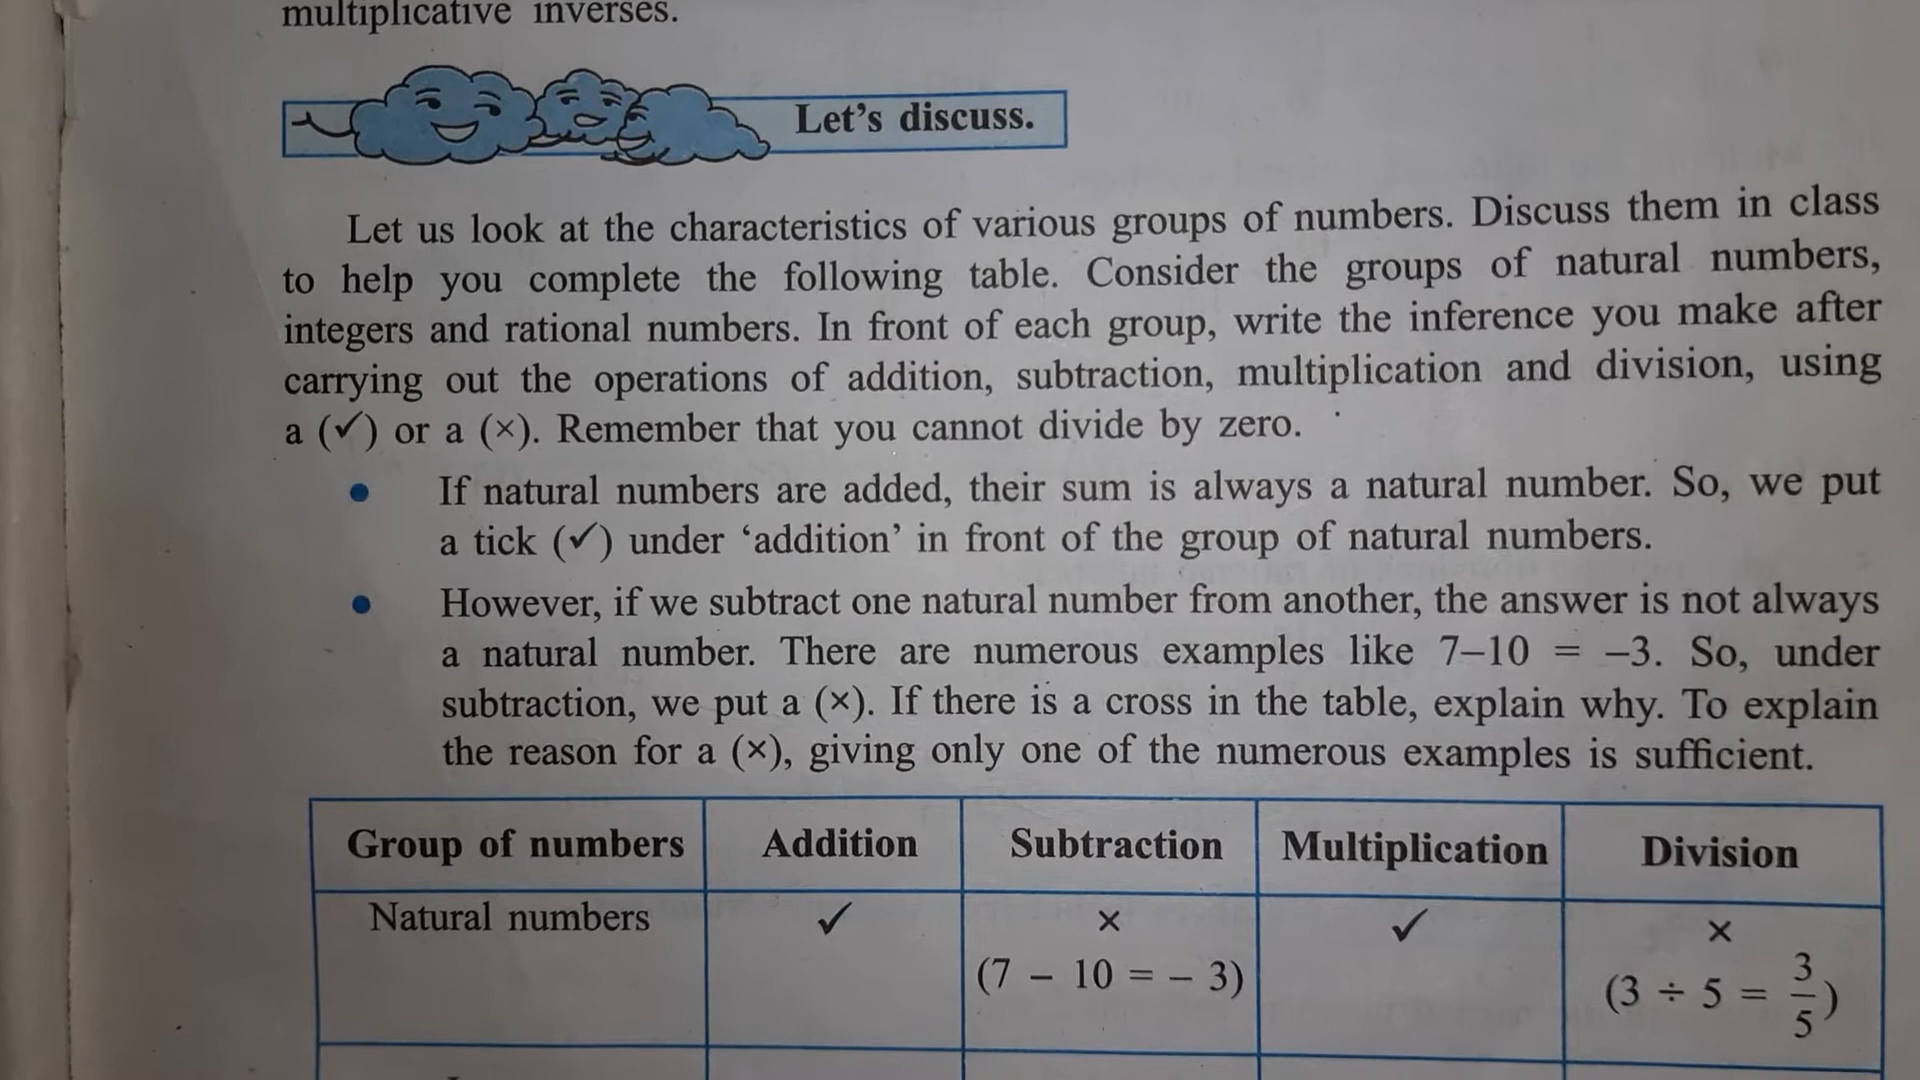 multiplicative inverses.
Let's discuss.
Let us look at the characteristics of various groups of numbers. Discuss them in class
to help you complete the following table. Consider the groups of natural numbers,
integers and rational numbers. In front of each group, write the inference you make after
carrying out the operations of addition, subtraction, multiplication and division, using
a (✓) or a (×). Remember that you cannot divide by zero.
• If natural numbers are added, their sum is always a natural number. So, we put
a tick (✓) under ‘addition’ in front of the group of natural numbers.
• However, if we subtract one natural number from another, the answer is not always
a natural number. There are numerous examples like 7–10 = –3. So, under
subtraction, we put a (×). If there is a cross in the table, explain why. To explain
the reason for a (×), giving only one of the numerous examples is sufficient.
Group of numbers Addition Subtraction Multiplication Division
Natural numbers ✓ × ✓ ×
(7 – 10 = – 3) (3 ÷ 5 = 3/5)